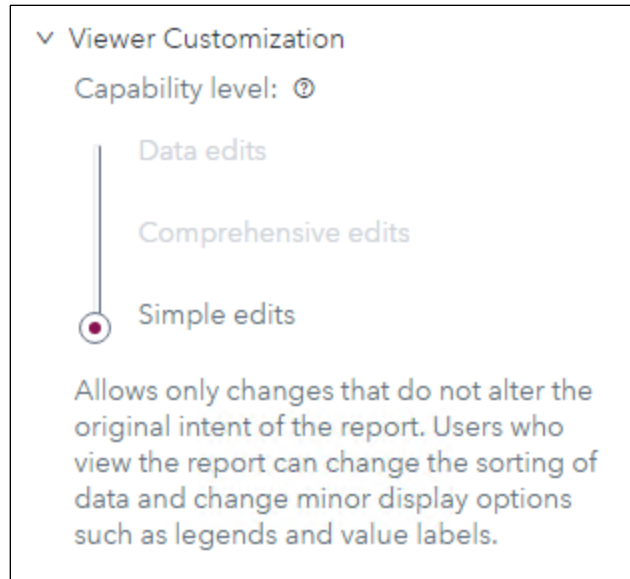 Viewer Customization
Capability level:
Data edits
Comprehensive edits
Simple edits
Allows only changes that do not alter the
original intent of the report. Users who
view the report can change the sorting of
data and change minor display options
such as legends and value labels.